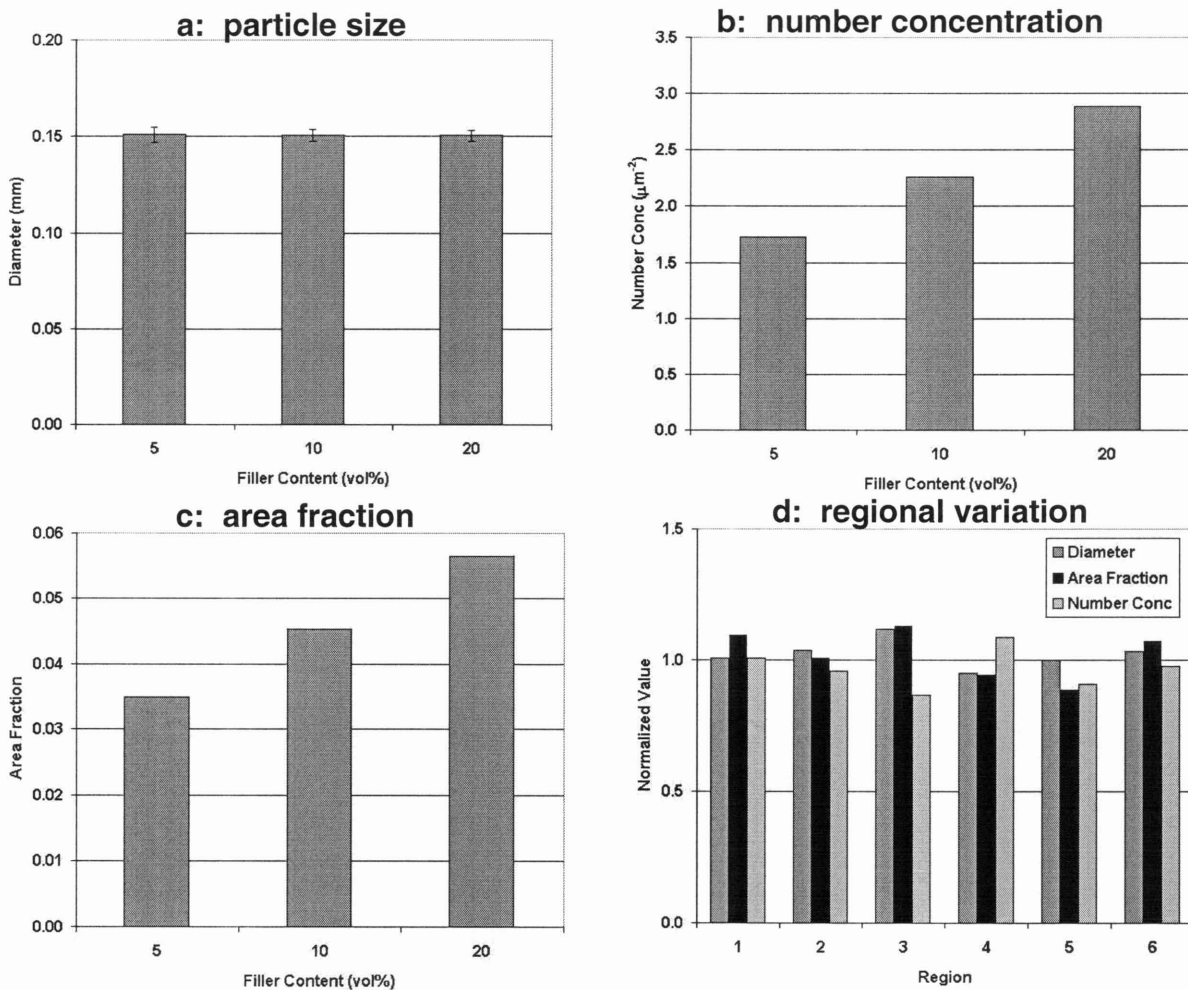 a: particle size
0.20
0.15
0.10
0.05
0.00
Diameter (mm)
5 10 20
Filler Content (vol%)
b: number concentration
3.5
3.0
2.5
2.0
1.5
1.0
0.5
0.0
Number Conc (μm⁻²)
5 10 20
Filler Content (vol%)
c: area fraction
0.06
0.05
0.04
0.03
0.02
0.01
0.00
Area Fraction
5 10 20
Filler Content (vol%)
d: regional variation
1.5
1.0
0.5
0.0
Normalized Value
Diameter
Area Fraction
Number Conc
1 2 3 4 5 6
Region